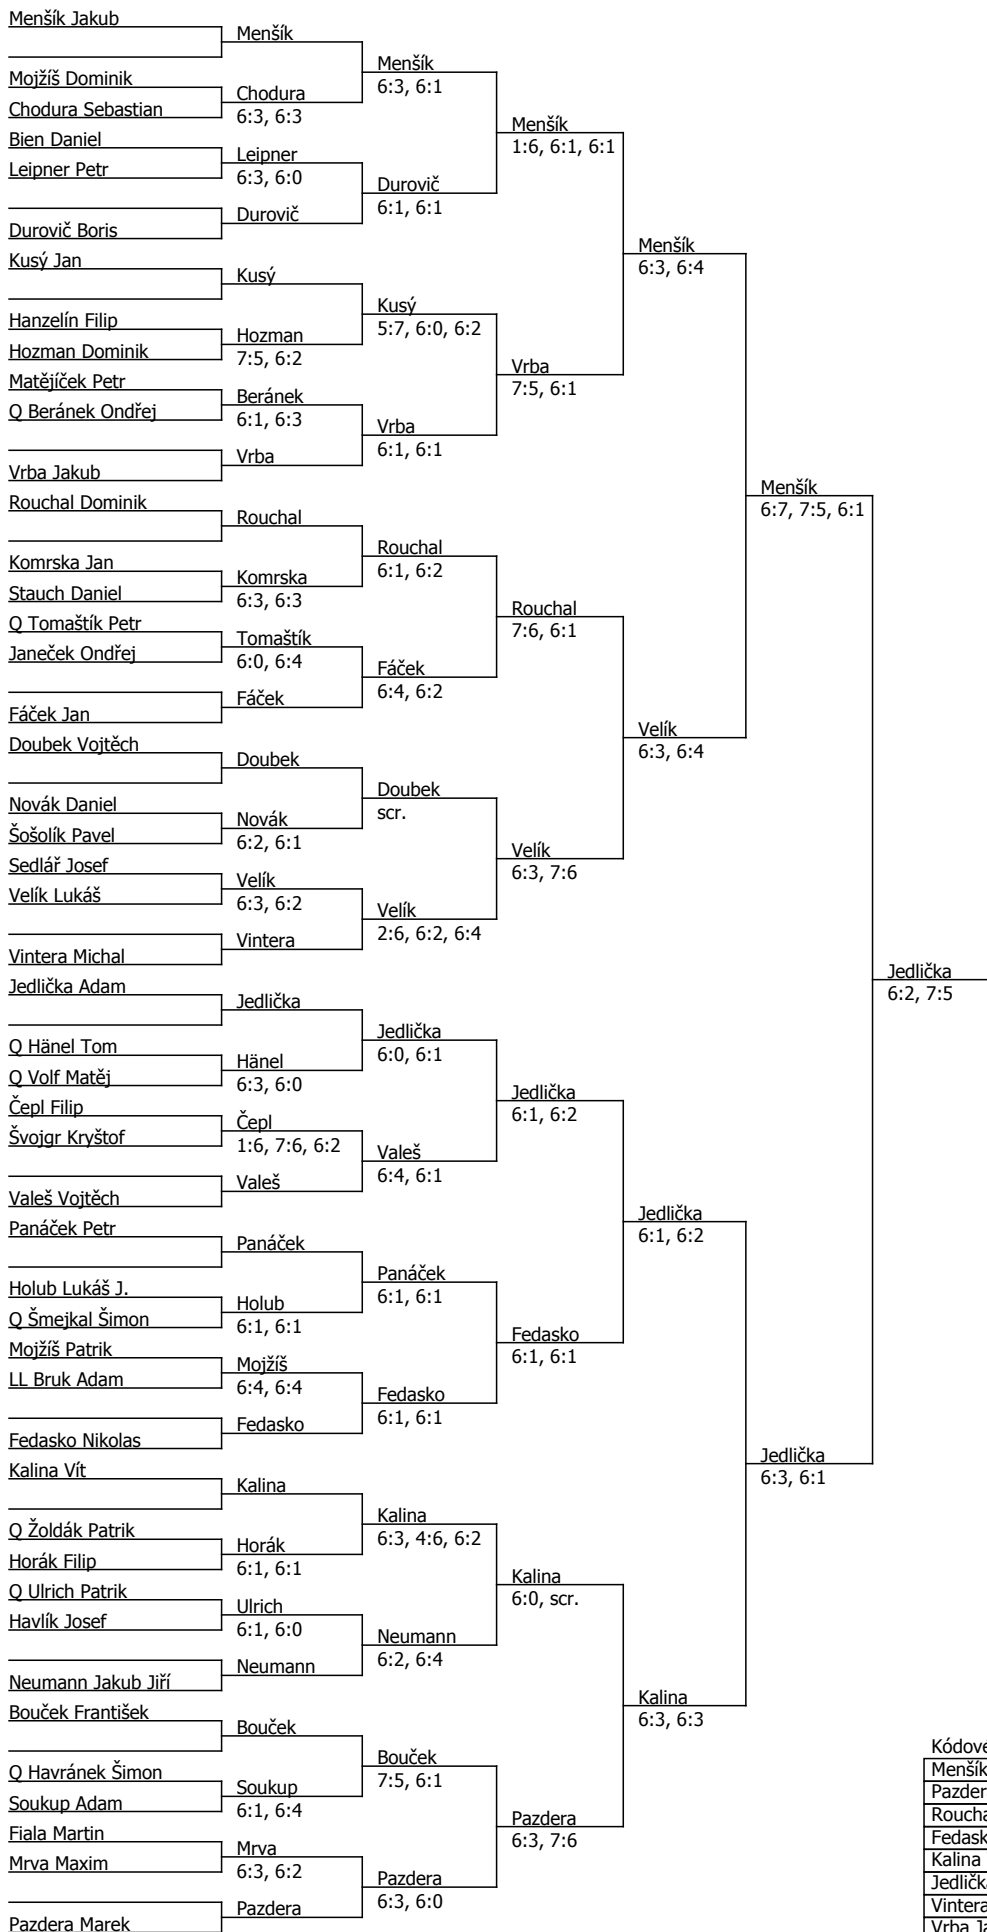 Menšík Jakub
Mojžíš Dominik
Chodura Sebastian
Bien Daniel
Leipner Petr
Durovič Boris
Kusý Jan
Hanzelín Filip
Hozman Dominik
Matějíček Petr
Q Beránek Ondřej
Vrba Jakub
Rouchal Dominik
Komrska Jan
Stauch Daniel
Q Tomaštík Petr
Janeček Ondřej
Fáček Jan
Doubek Vojtěch
Novák Daniel
Šošolík Pavel
Sedlář Josef
Velík Lukáš
Vintera Michal
Jedlička Adam
Q Hänel Tom
Q Volf Matěj
Čepl Filip
Švojgr Kryštof
Valeš Vojtěch
Panáček Petr
Holub Lukáš J.
Q Šmejkal Šimon
Mojžíš Patrik
LL Bruk Adam
Fedasko Nikolas
Kalina Vít
Q Žoldák Patrik
Horák Filip
Q Ulrich Patrik
Havlík Josef
Neumann Jakub Jiří
Bouček František
Q Havránek Šimon
Soukup Adam
Fiala Martin
Mrva Maxim
Pazdera Marek
Menšík
Chodura
6:3, 6:3
Leipner
6:3, 6:0
Durovič
Kusý
Hozman
7:5, 6:2
Beránek
6:1, 6:3
Vrba
Rouchal
Komrska
6:3, 6:3
Tomaštík
6:0, 6:4
Fáček
Doubek
Novák
6:2, 6:1
Velík
6:3, 6:2
Vintera
Jedlička
Hänel
6:3, 6:0
Čepl
1:6, 7:6, 6:2
Valeš
Panáček
Holub
6:1, 6:1
Mojžíš
6:4, 6:4
Fedasko
Kalina
Horák
6:1, 6:1
Ulrich
6:1, 6:0
Neumann
Bouček
Soukup
6:1, 6:4
Mrva
6:3, 6:2
Pazdera
Menšík
6:3, 6:1
Durovič
6:1, 6:1
Kusý
5:7, 6:0, 6:2
Vrba
6:1, 6:1
Rouchal
6:1, 6:2
Fáček
6:4, 6:2
Doubek
scr.
Velík
2:6, 6:2, 6:4
Jedlička
6:0, 6:1
Valeš
6:4, 6:1
Panáček
6:1, 6:1
Fedasko
6:1, 6:1
Kalina
6:3, 4:6, 6:2
Neumann
6:2, 6:4
Bouček
7:5, 6:1
Pazdera
6:3, 6:0
Menšík
1:6, 6:1, 6:1
Vrba
7:5, 6:1
Rouchal
7:6, 6:1
Velík
6:3, 7:6
Jedlička
6:1, 6:2
Fedasko
6:1, 6:1
Kalina
6:0, scr.
Pazdera
6:3, 7:6
Menšík
6:3, 6:4
Velík
6:3, 6:4
Jedlička
6:1, 6:2
Kalina
6:3, 6:3
Menšík
6:7, 7:5, 6:1
Jedlička
6:3, 6:1
Jedlička
6:2, 7:5
Menšík
Kalina
Vintera